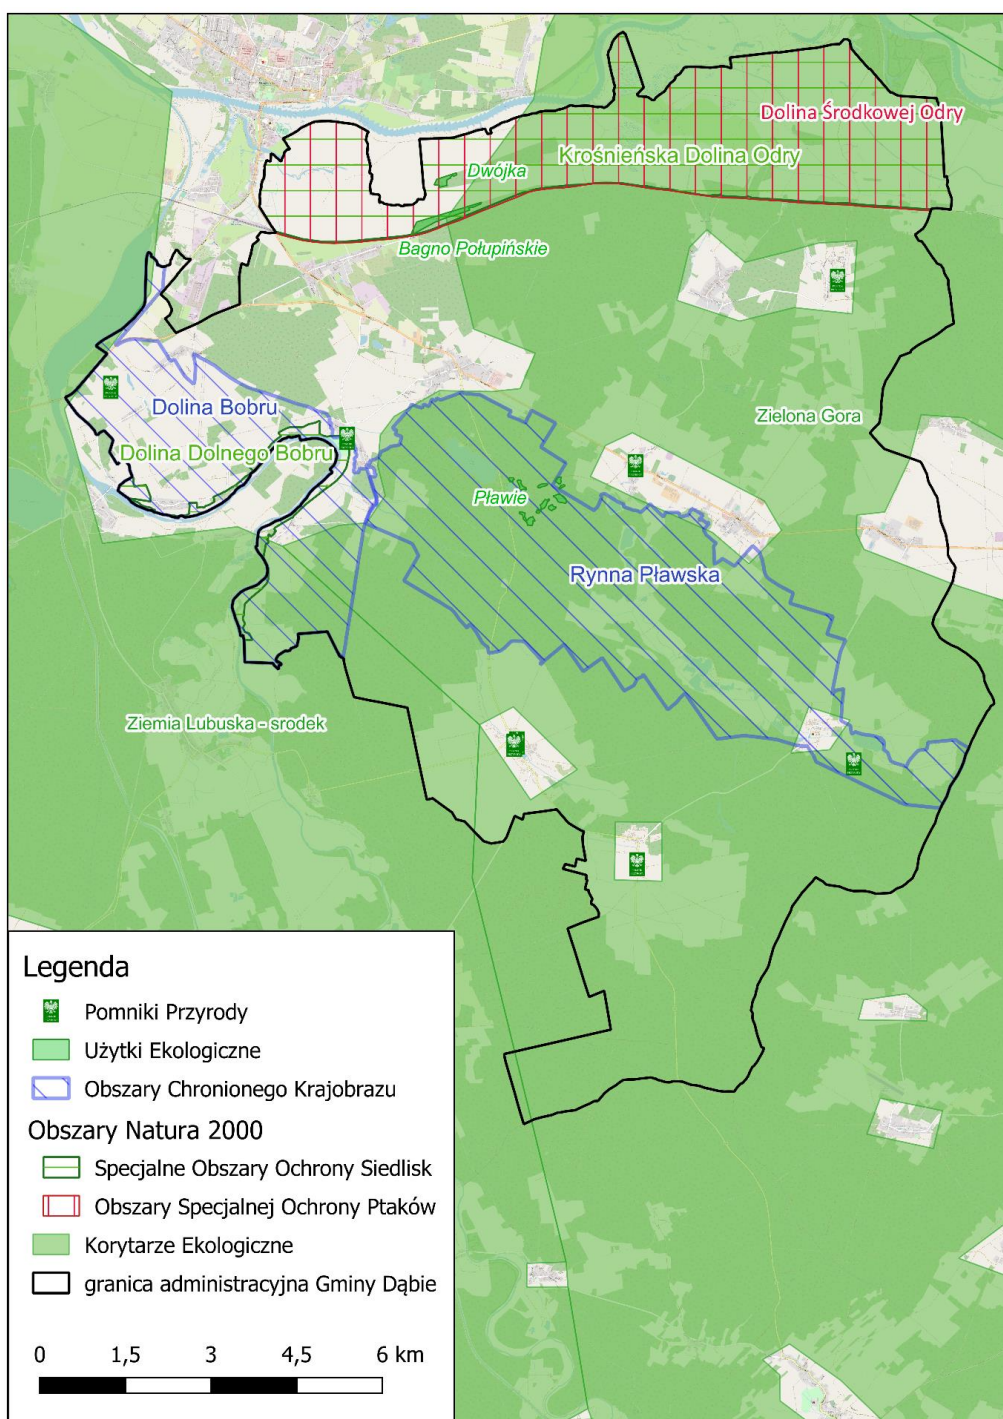 Dolina Środkowej Odry
Krośnieńska Dolina Odry
Dwójka
Bagno Połupińskie
Dolina Bobru
Zielona Gora
Dolina Dolnego Bobru
Pławie
Rynna Pławska
Ziemia Lubuska - srodek
Legenda
Pomniki Przyrody
Użytki Ekologiczne
Obszary Chronionego Krajobrazu
Obszary Natura 2000
Specjalne Obszary Ochrony Siedlisk
Obszary Specjalnej Ochrony Ptaków
Korytarze Ekologiczne
granica administracyjna Gminy Dąbie
0 1,5 3 4,5 6 km